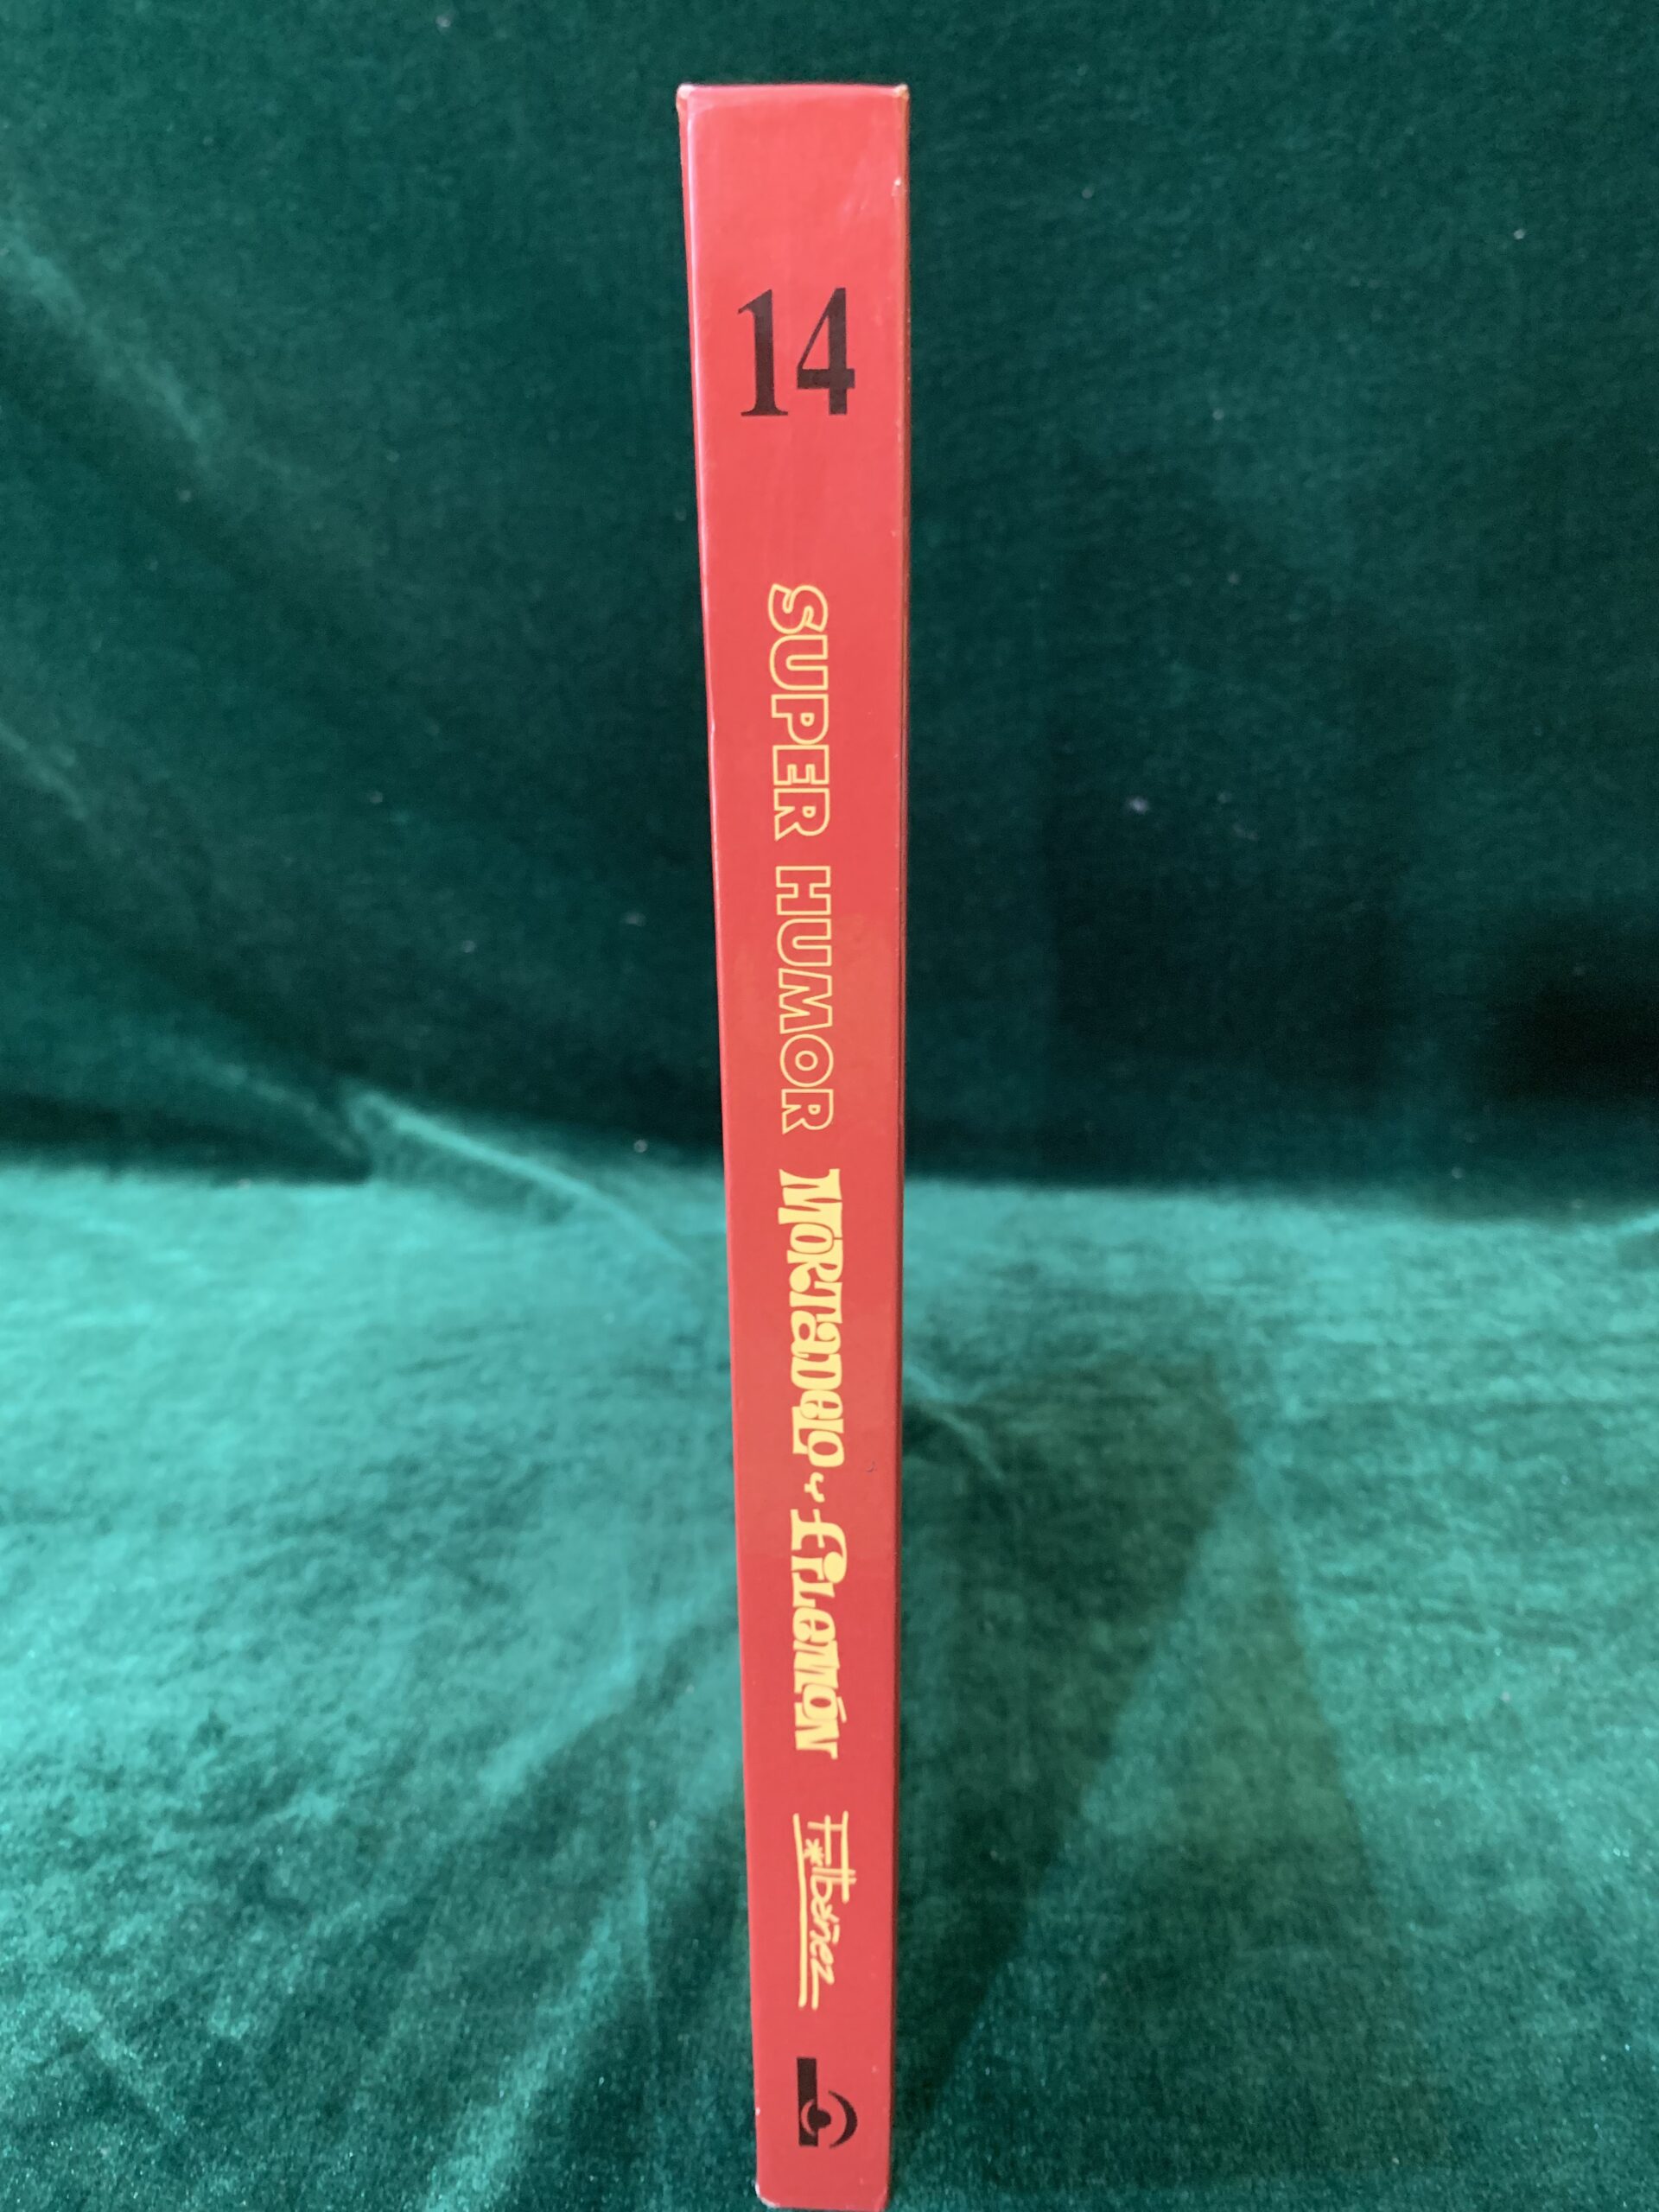 14
SUPER HUMOR MORTADELO Y FILEMÓN F. Ibáñez